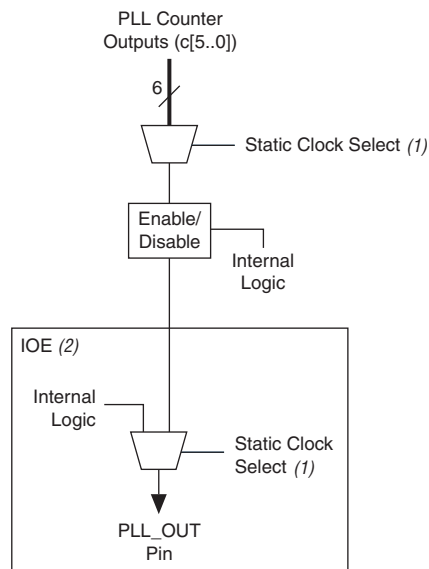 PLL Counter
Outputs (c[5..0])
6
Static Clock Select (1)
Enable/
Disable
Internal
Logic
IOE (2)
Internal
Logic
Static Clock
Select (1)
PLL_OUT
Pin